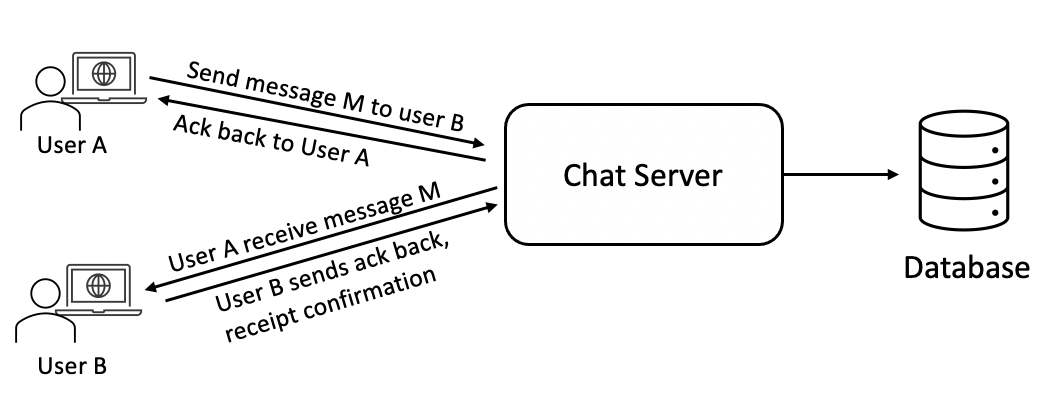 Send message M to user B
Ack back to User A
User A
Chat Server
User A receive message M
User B sends ack back,
receipt confirmation
Database
User B